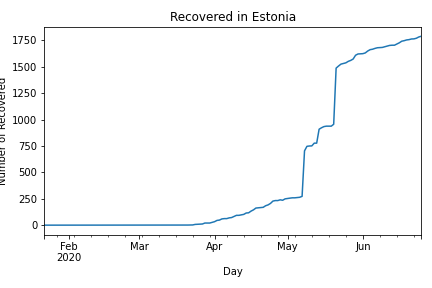 Recovered in Estonia
Number of Recovered
1750
1500
1250
1000
750
500
250
0
Feb
2020
Mar
Apr
May
Jun
Day